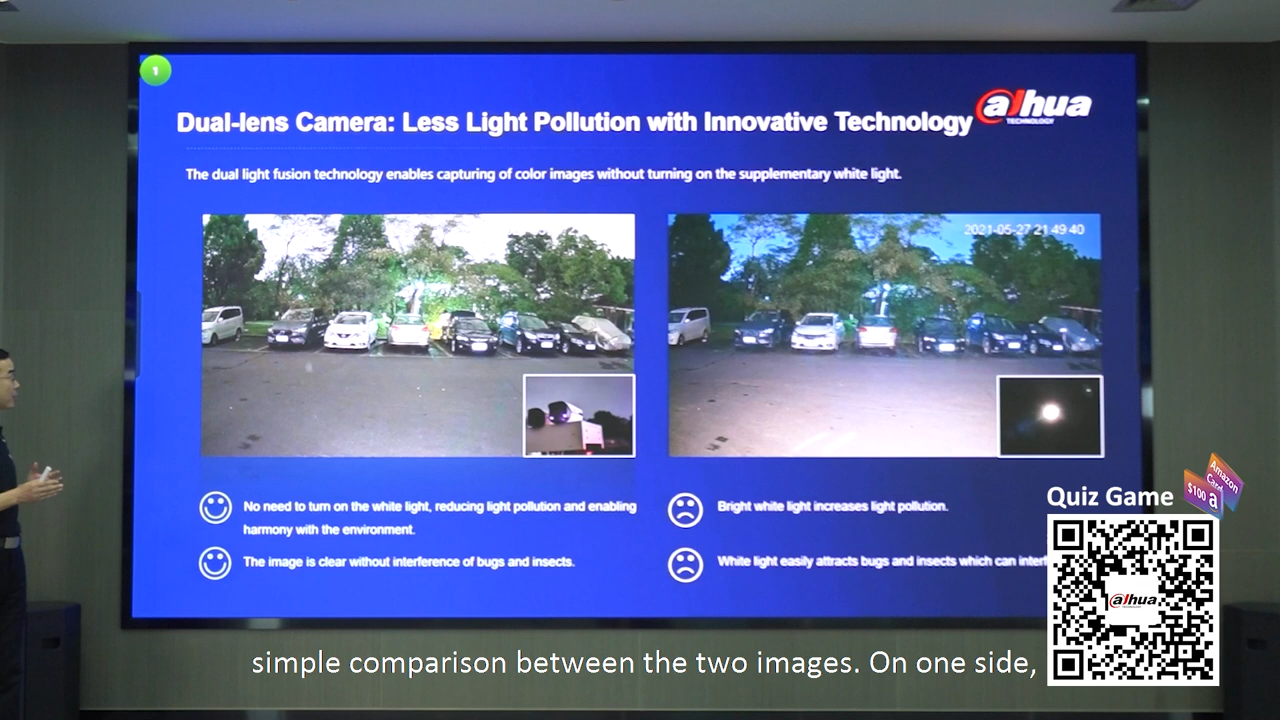 1
alhua
TECHNOLOGY
Dual-lens Camera: Less Light Pollution with Innovative Technology
The dual light fusion technology enables capturing of color images without turning on the supplementary white light.
2021-05-27 21:49:40
No need to turn on the white light, reducing light pollution and enabling
harmony with the environment.
The image is clear without interference of bugs and insects.
Bright white light increases light pollution.
White light easily attracts bugs and insects which can
Quiz Game
Amazon
Card
$100 a
alhua
TECHNOLOGY
simple comparison between the two images. On one side,